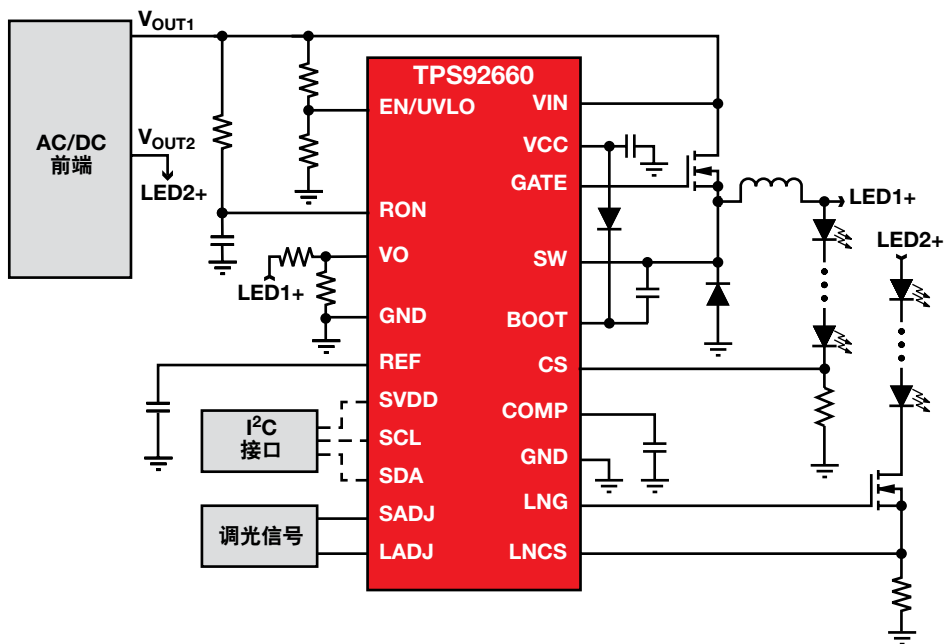 VOUT1
AC/DC
前端
VOUT2
LED2+
TPS92660
EN/UVLO
RON
VO
LED1+
GND
REF
SVDD
SCL
SDA
SADJ
LADJ
I2C
接口
调光信号
VIN
VCC
GATE
SW
BOOT
CS
COMP
GND
LNG
LNCS
LED1+
LED2+